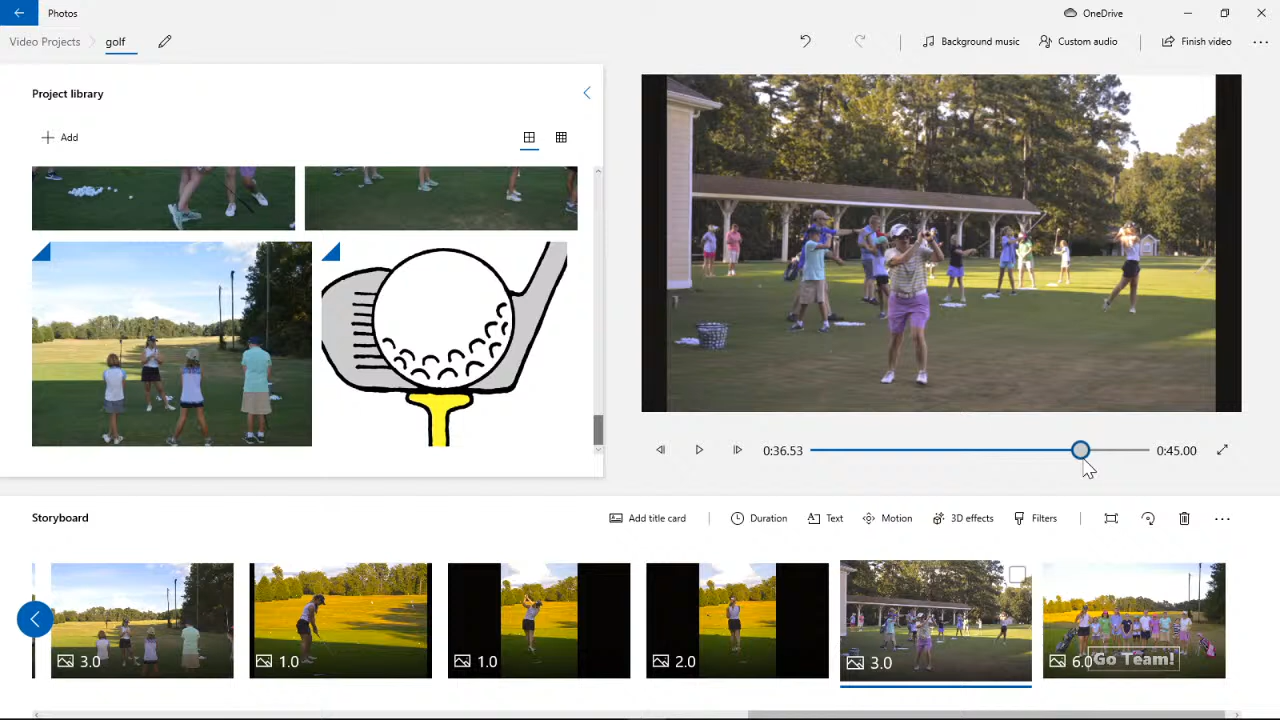 Photos
OneDrive
Video Projects
golf
Background music
Custom audio
Finish video
Project library
Add
0:36.53
0:45.00
Storyboard
Add title card
Duration
Text
Motion
3D effects
Filters
3.0
1.0
1.0
2.0
3.0
6.0
Go Team!